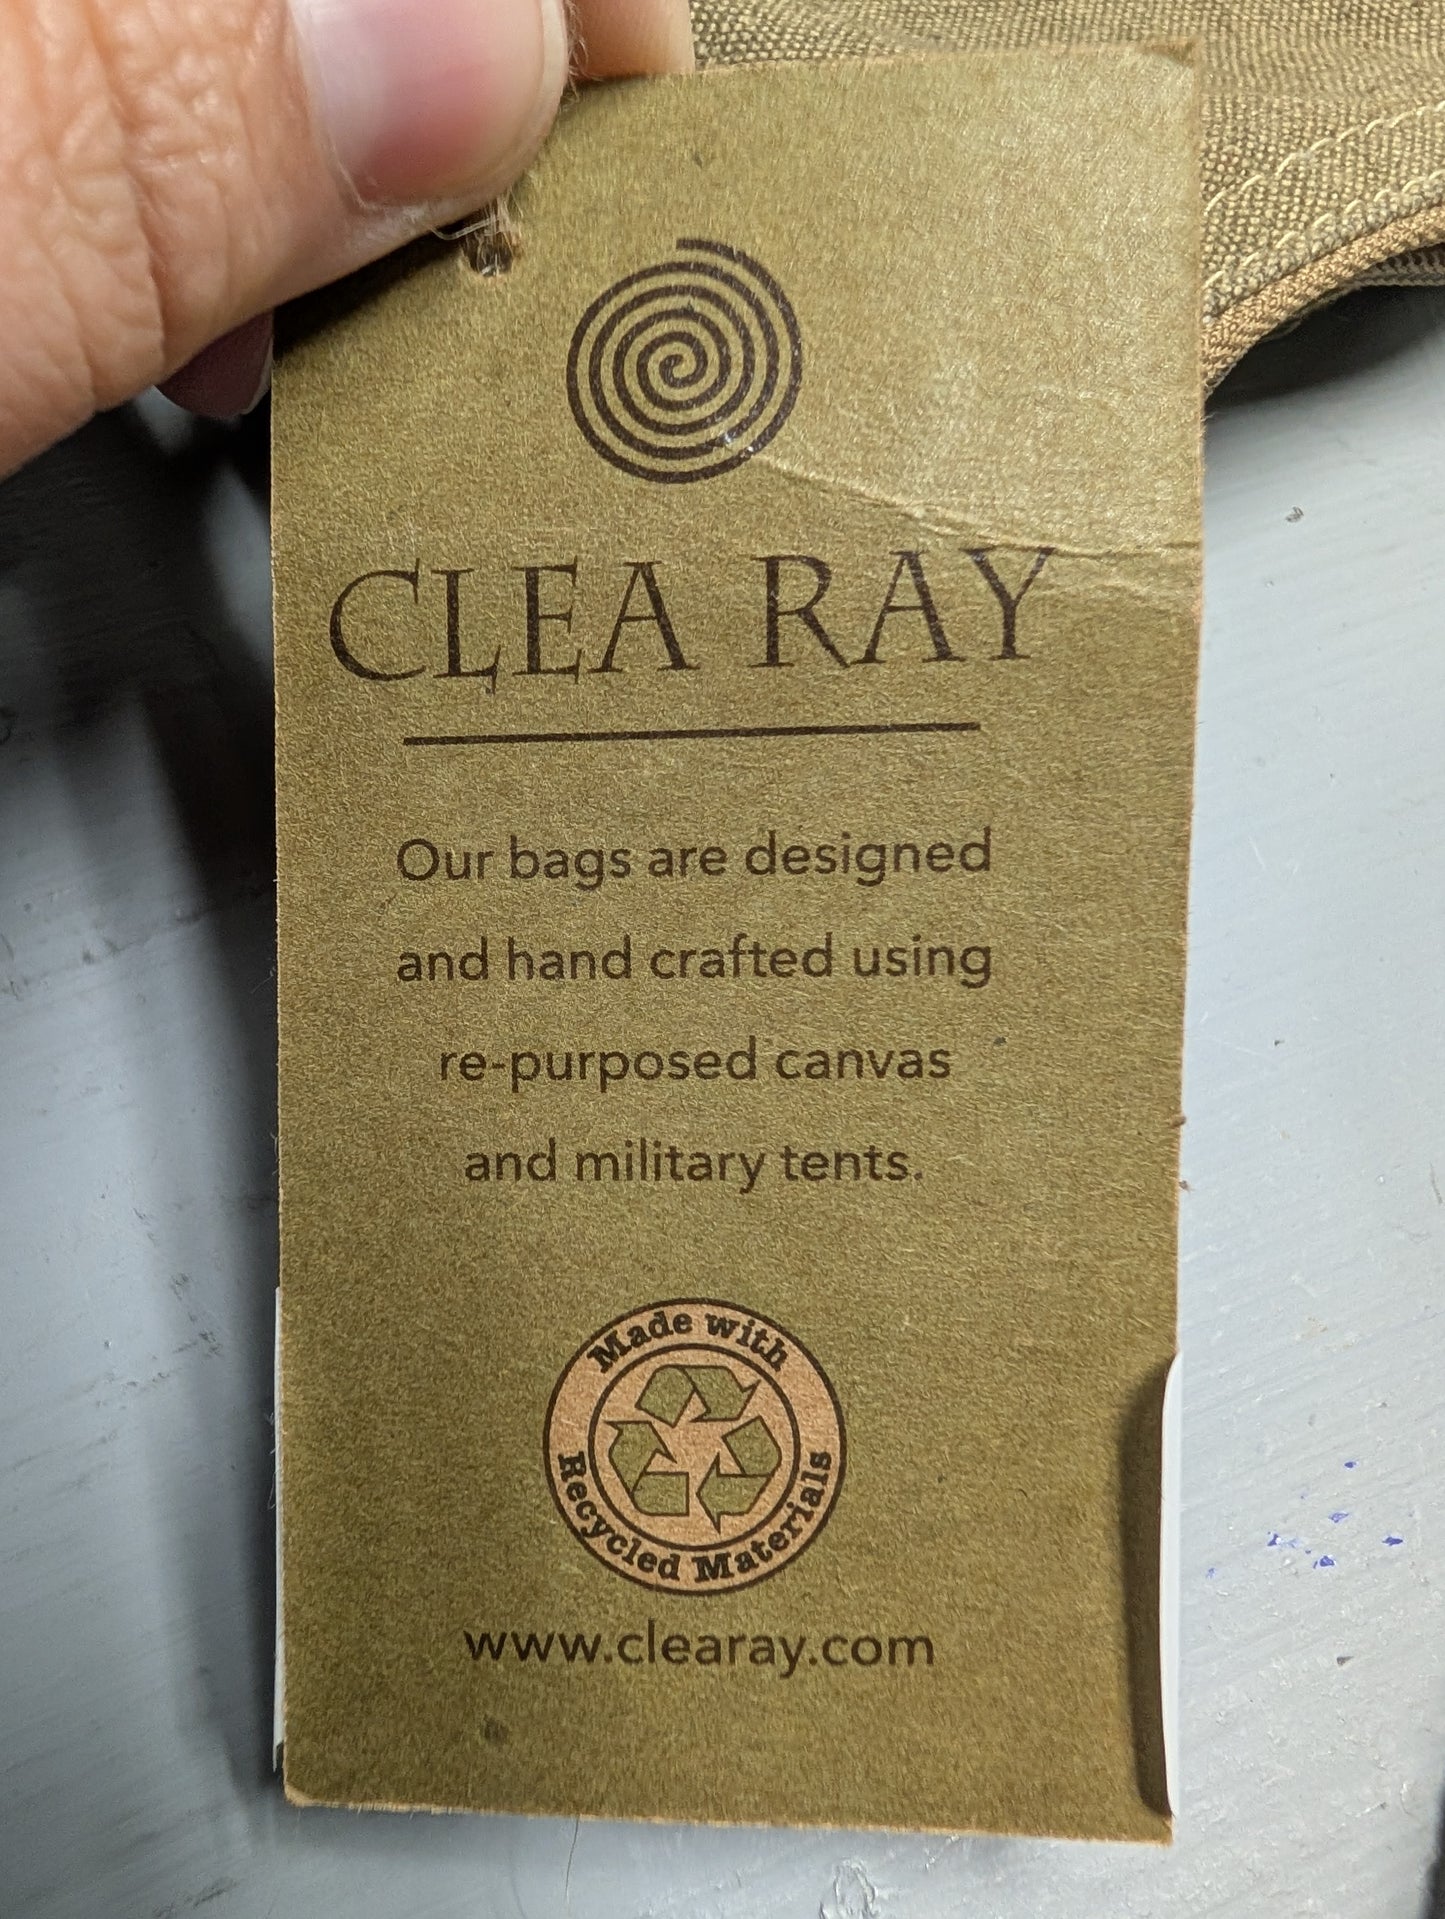 CLEA RAY
Our bags are designed
and hand crafted using
re-purposed canvas
and military tents.
Made with
Recycled Materials
www.clearay.com